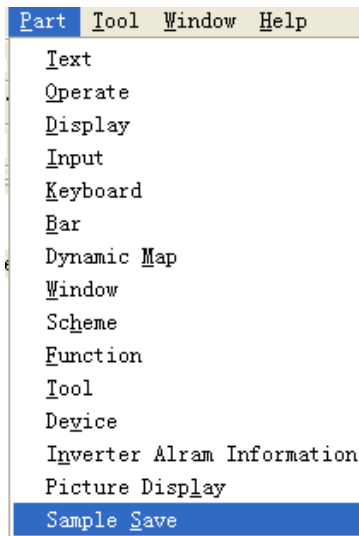 Part Tool Window Help
Text
Operate
Display
Input
Keyboard
Bar
Dynamic Map
Window
Scheme
Function
Tool
Device
Inverter Alram Information
Picture Display
Sample Save